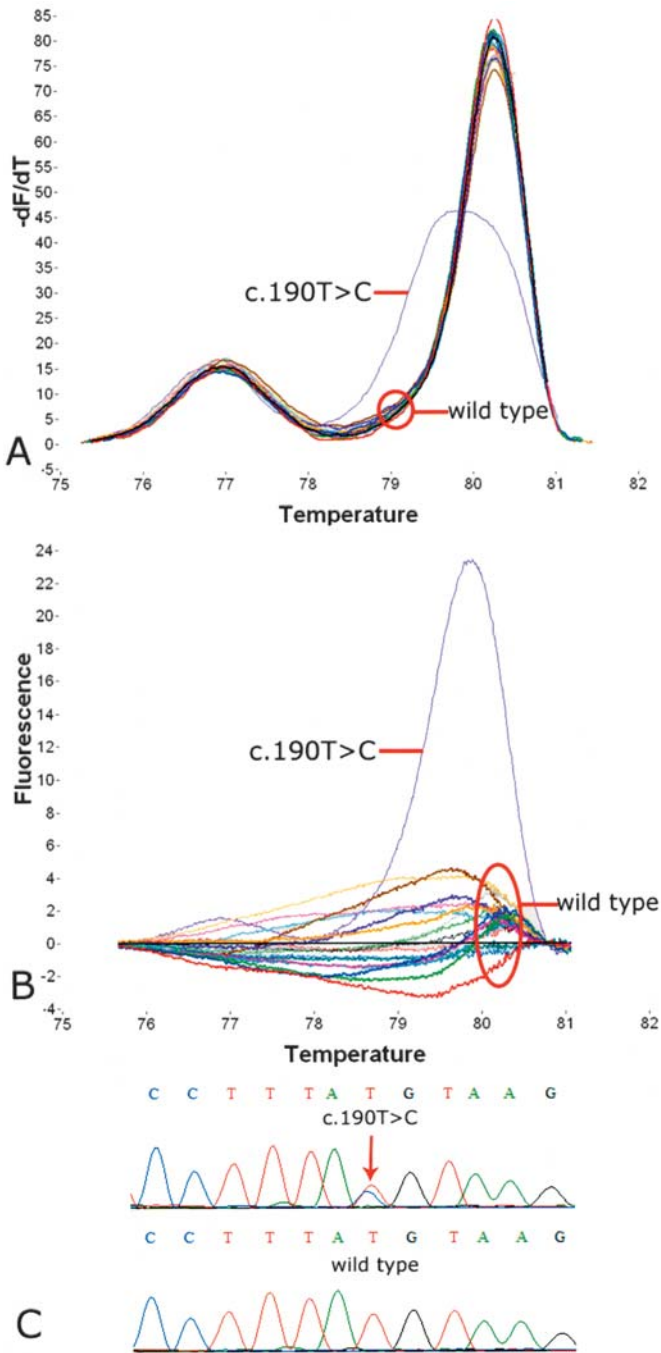 85
80
75
70
65
60
55
50
45
40
35
30
25
20
15
10
5
0
-5
-dF/dT
c.190T>C
wild type
A
75 76 77 78 79 80 81 82
Temperature
24
22
20
18
16
14
12
10
8
6
4
2
0
-2
-4
Fluorescence
c.190T>C
wild type
B
75 76 77 78 79 80 81 82
Temperature
C C T T T A T G T A A G
c.190T>C
C C T T T A T G T A A G
wild type
C